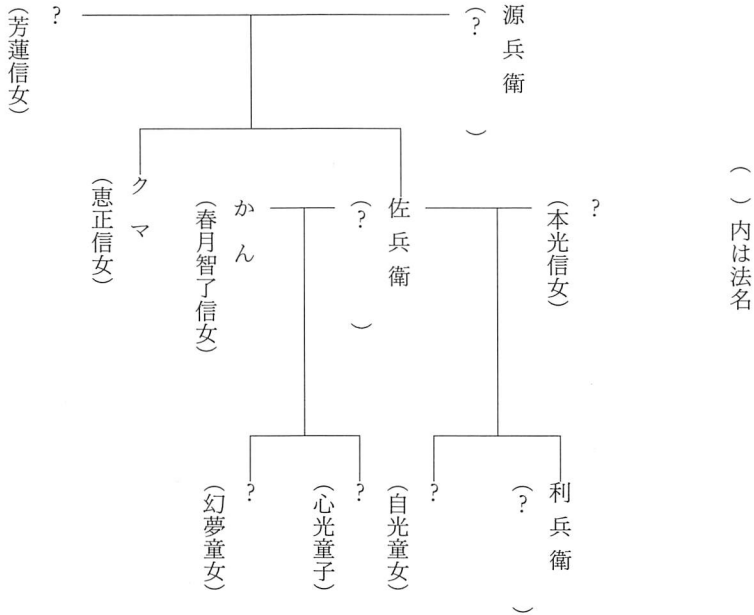 （　）内は法名
源兵衛
（?　）
?
（芳蓮信女）
?
（本光信女）
佐兵衛
（?　）
かん
（春月智了信女）
クマ
（恵正信女）
利兵衛
（?　）
?
（自光童女）
?
（心光童子）
?
（幻夢童女）